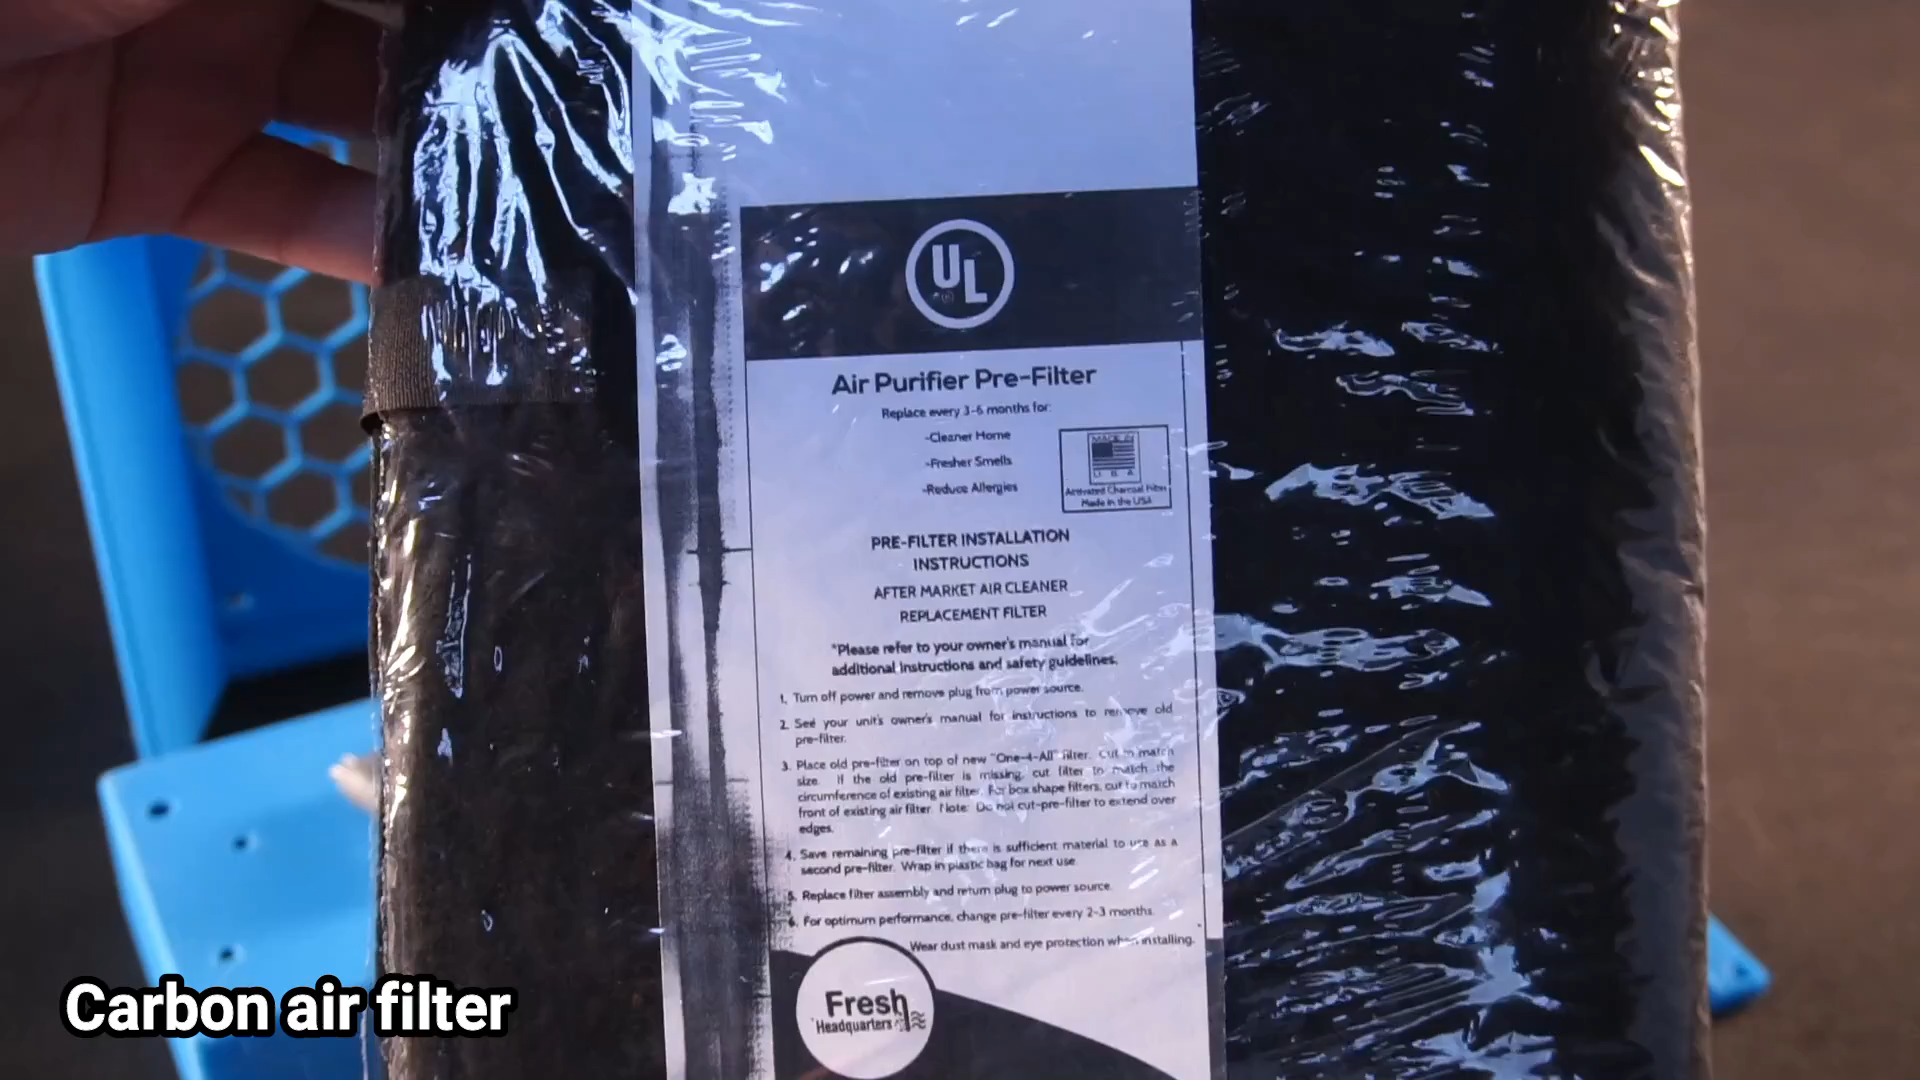 UL
Air Purifier Pre-Filter
Replace every 3-6 months for:
-Cleaner Home
-Fresher Smells
-Reduce Allergies
MADE IN
U S A
Activated Charcoal Filter
Made in the USA
PRE-FILTER INSTALLATION
INSTRUCTIONS
AFTER MARKET AIR CLEANER
REPLACEMENT FILTER
*Please refer to your owner's manual for
additional instructions and safety guidelines.
1. Turn off power and remove plug from power source.
2. See your unit's owner's manual for instructions to remove old
pre-filter.
3. Place old pre-filter on top of new "One-4-All" filter. Cut to match
size. If the old pre-filter is missing, cut filter to match the
circumference of existing air filter. For box shape filters, cut to match
front of existing air filter. Note: Do not cut-pre-filter to extend over
edges.
4. Save remaining pre-filter if there is sufficient material to use as a
second pre-filter. Wrap in plastic bag for next use.
5. Replace filter assembly and return plug to power source.
6. For optimum performance, change pre-filter every 2-3 months.
Wear dust mask and eye protection when installing.
Fresh
Headquarters
Carbon air filter